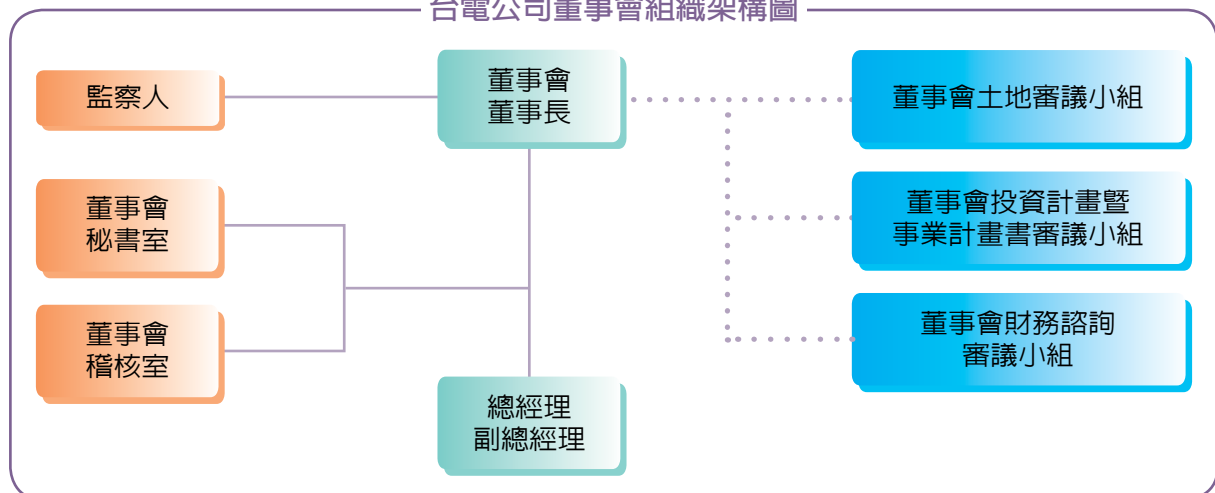 台電公司董事會組織架構圖
監察人
董事會
董事長
董事會土地審議小組
董事會
秘書室
董事會投資計畫暨
事業計畫書審議小組
董事會
稽核室
董事會財務諮詢
審議小組
總經理
副總經理